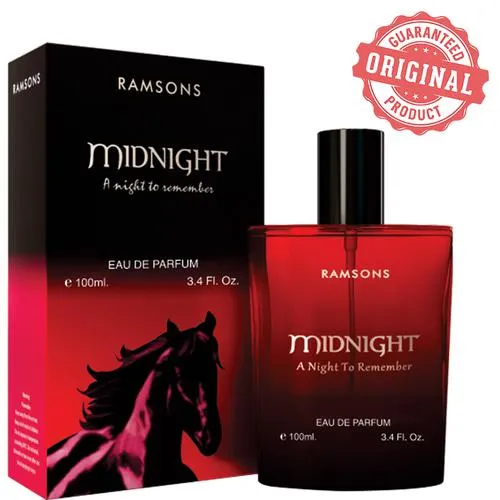 RAMSONS
MIDNIGHT
A night to remember
EAU DE PARFUM
℮ 100ml. 3.4 Fl. Oz.
GUARANTEED
ORIGINAL
PRODUCT
RAMSONS
MIDNIGHT
A Night To Remember
EAU DE PARFUM
℮ 100ml. 3.4 Fl. Oz.